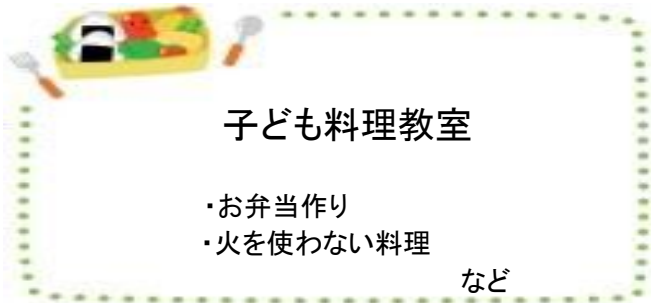 子ども料理教室
・お弁当作り
・火を使わない料理
など